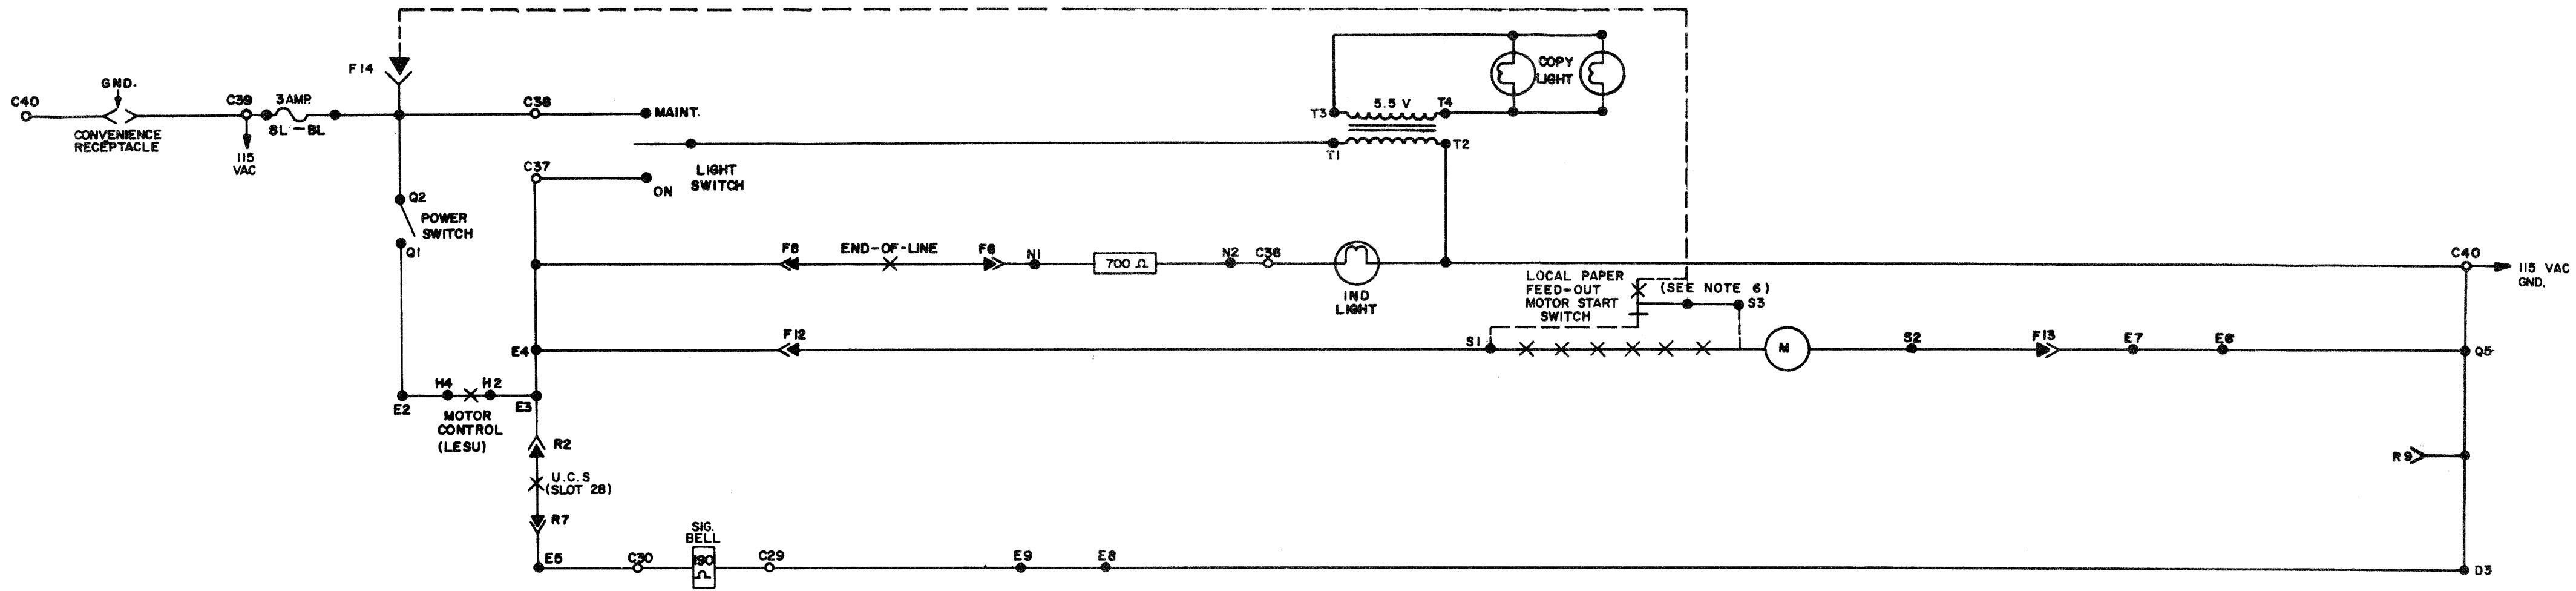 F14
GND.
C40
CONVENIENCE
RECEPTACLE
C39
3 AMP.
SL - BL
115
VAC
C38
MAINT.
T3
5.5 V
T4
COPY
LIGHT
T1
T2
C37
ON
LIGHT
SWITCH
Q2
POWER
SWITCH
Q1
F8
END-OF-LINE
F6
N1
700 Ω
N2
C36
IND
LIGHT
LOCAL PAPER
FEED-OUT
MOTOR START
SWITCH
(SEE NOTE 6)
S3
C40
115 VAC
GND.
E4
F12
S1
M
S2
F13
E7
E6
Q5
E2
H4
H2
E3
MOTOR
CONTROL
(LESU)
R2
U.C.S
(SLOT 28)
R7
R9
E5
C30
SIG.
BELL
190
Ω
C29
E9
E8
D3